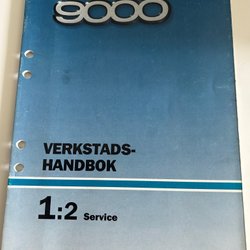 9000
VERKSTADS-
HANDBOK
1:2 Service